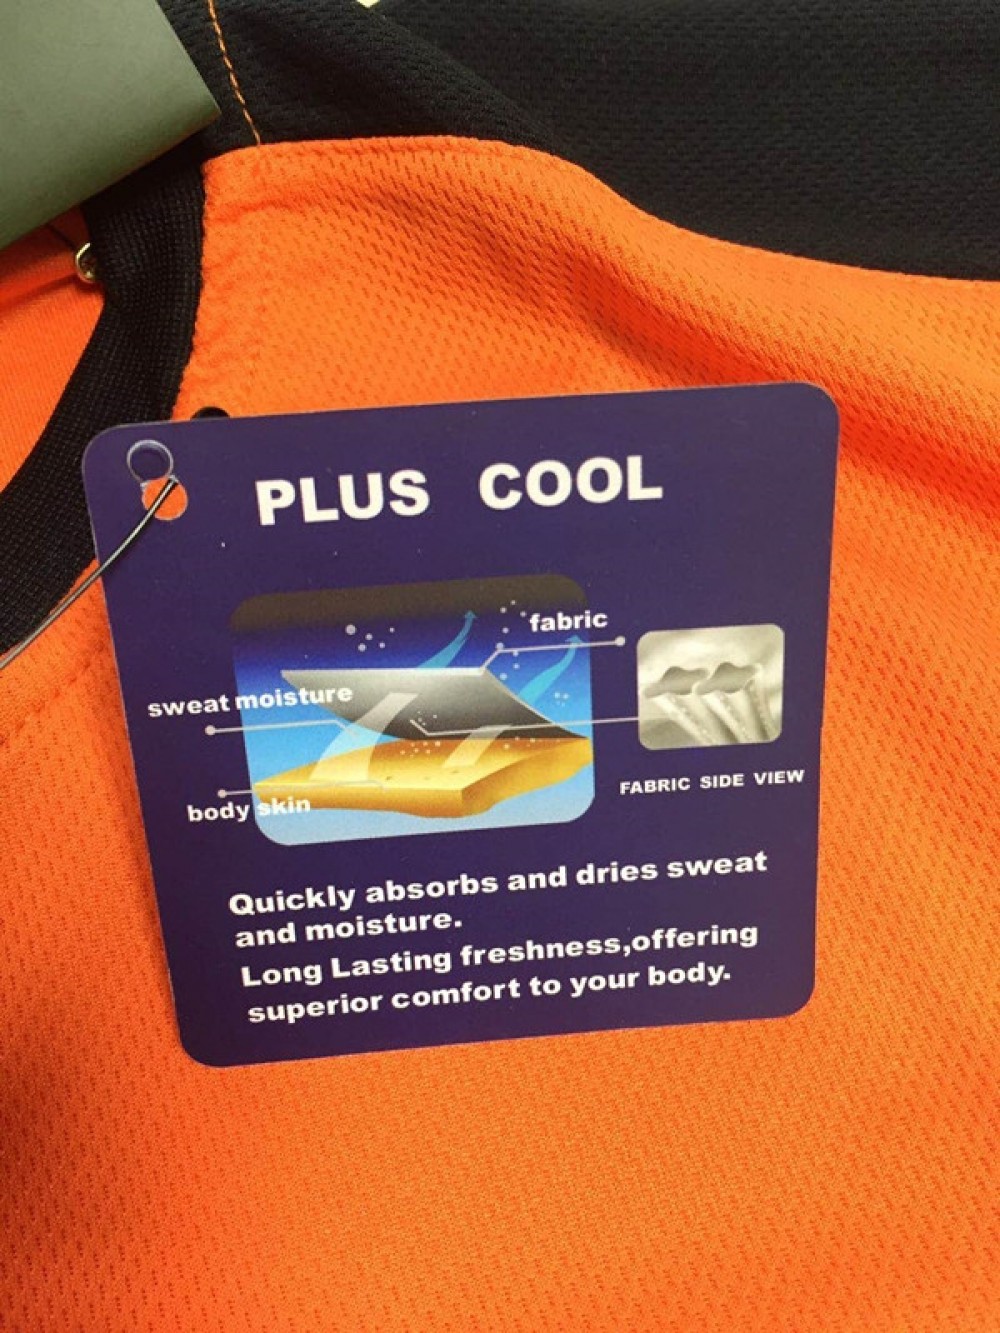 PLUS COOL
fabric
sweat moisture
body skin
FABRIC SIDE VIEW
Quickly absorbs and dries sweat
and moisture.
Long Lasting freshness,offering
superior comfort to your body.